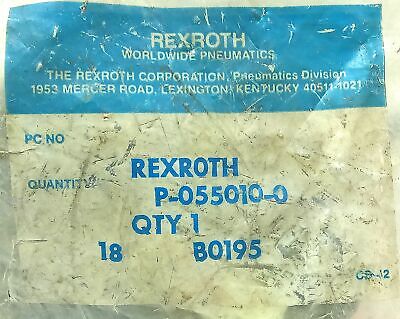 REXROTH
WORLDWIDE PNEUMATICS
THE REXROTH CORPORATION, Pneumatics Division
1953 MERCER ROAD, LEXINGTON, KENTUCKY 40511-1021
PC NO
REXROTH
QUANTITY P-055010-0
QTY 1
18 B0195